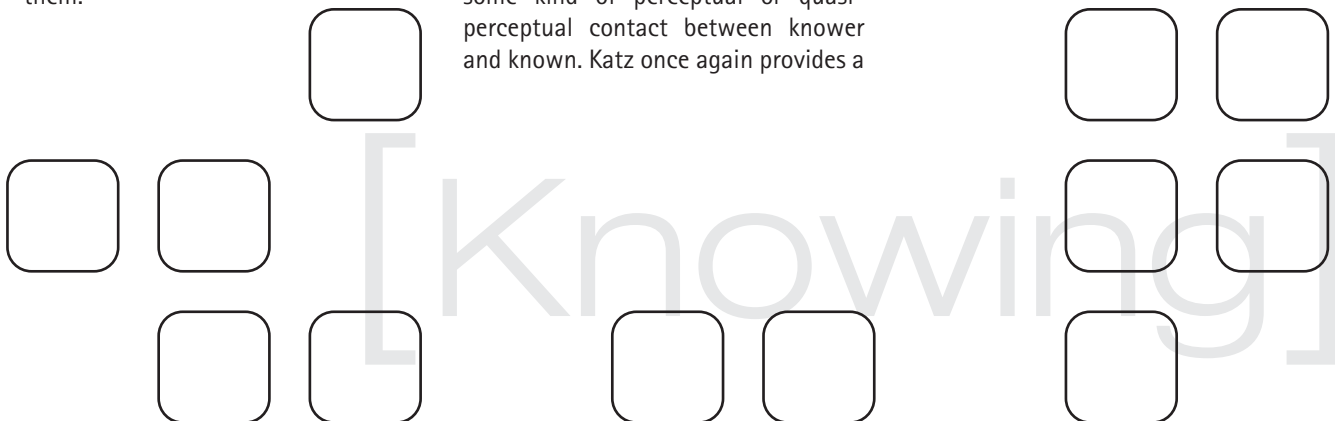 them.
some kind of perceptual or quasi-
perceptual contact between knower
and known. Katz once again provides a
[Knowing]